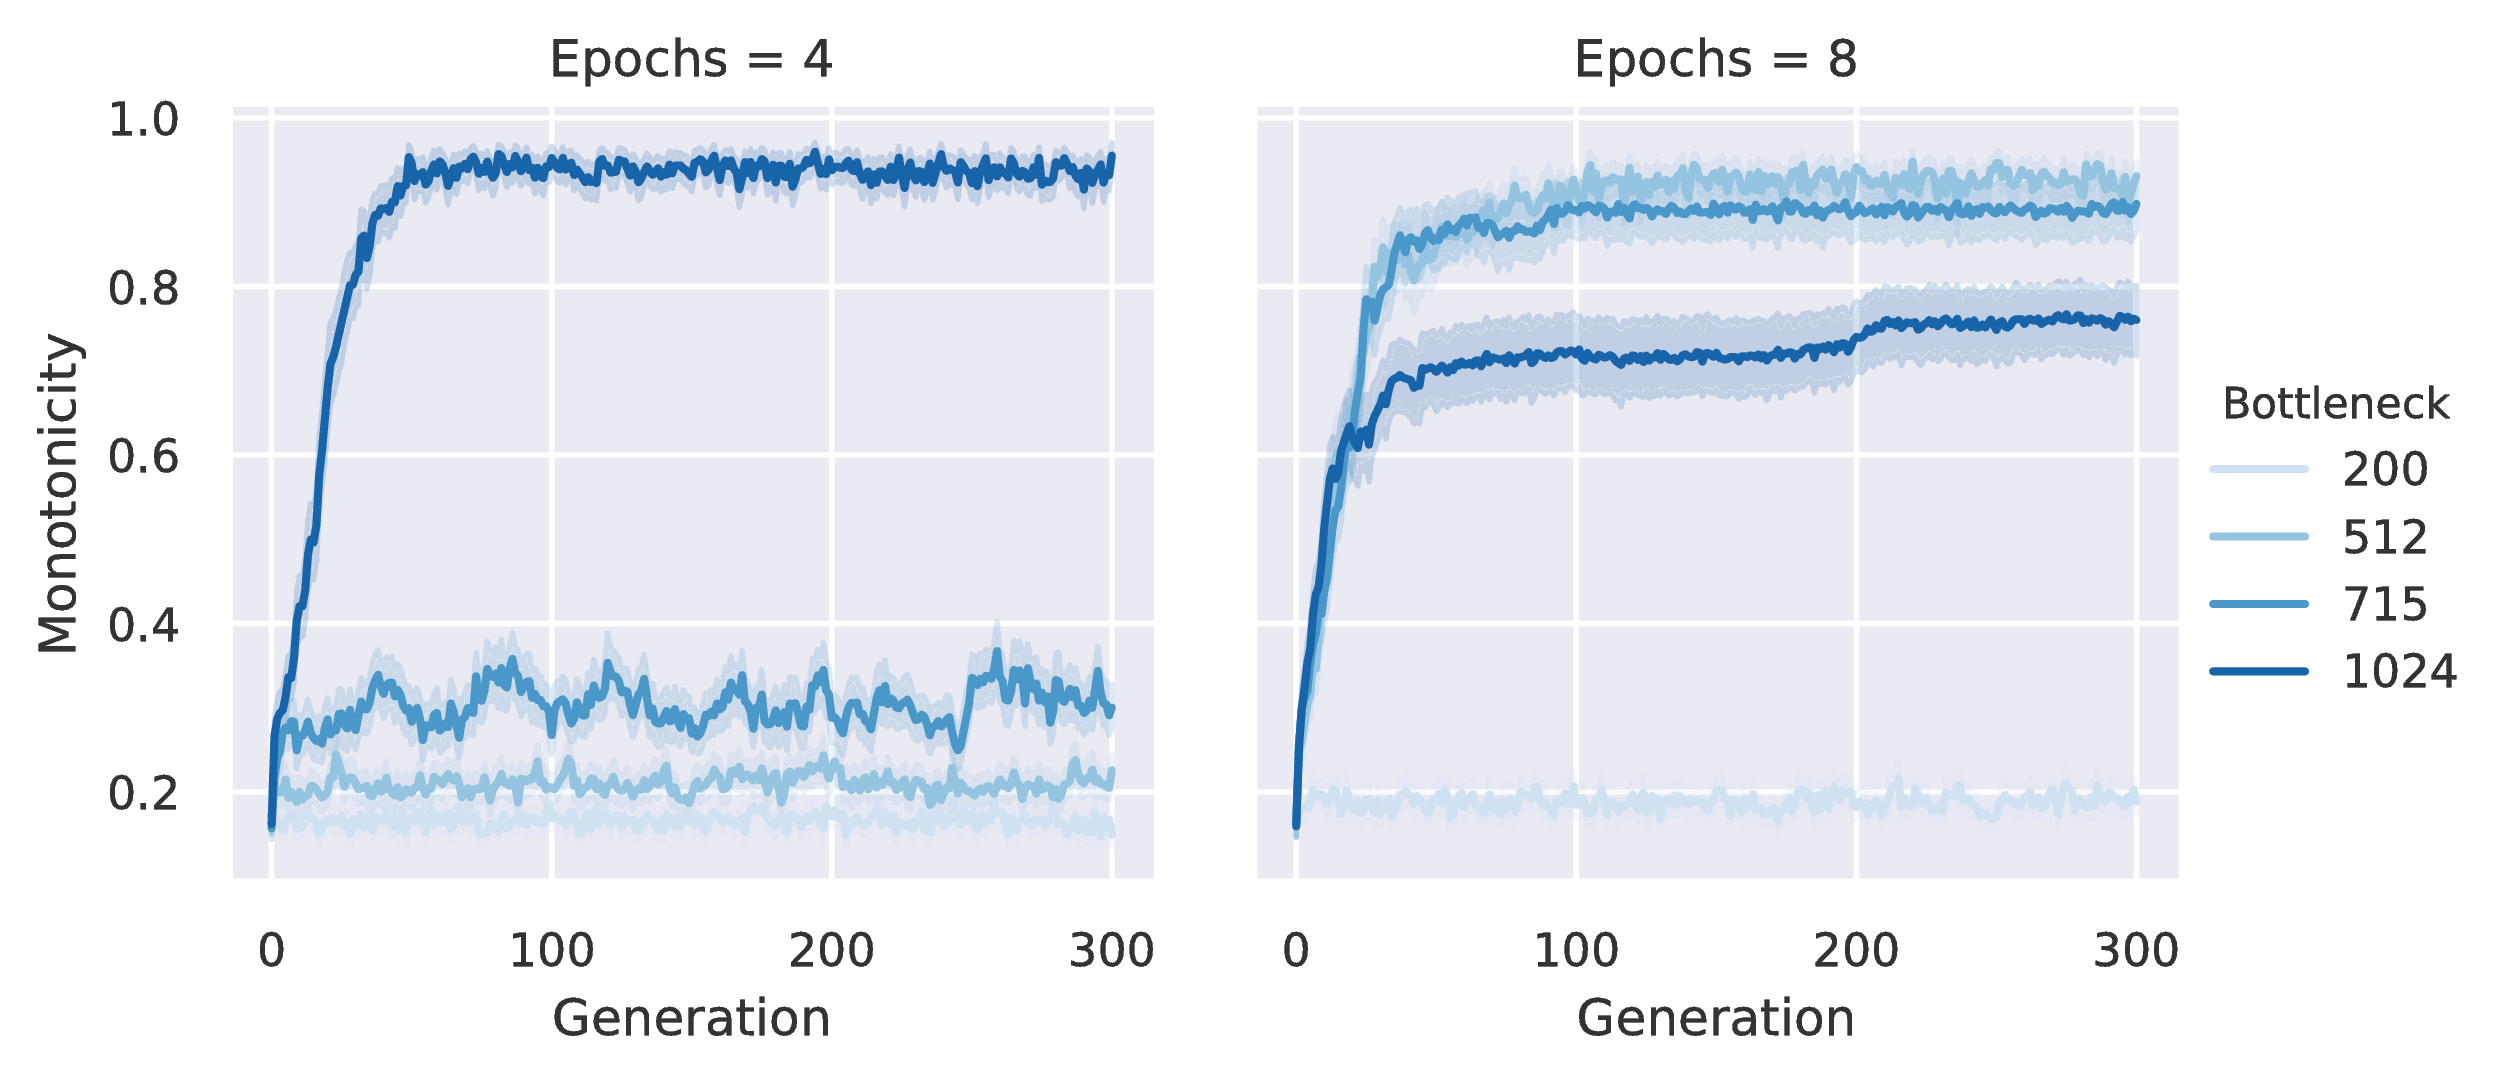 Epochs = 4
Epochs = 8
Monotonicity
1.0
0.8
0.6
0.4
0.2
0 100 200 300
0 100 200 300
Generation
Generation
Bottleneck
200
512
715
1024